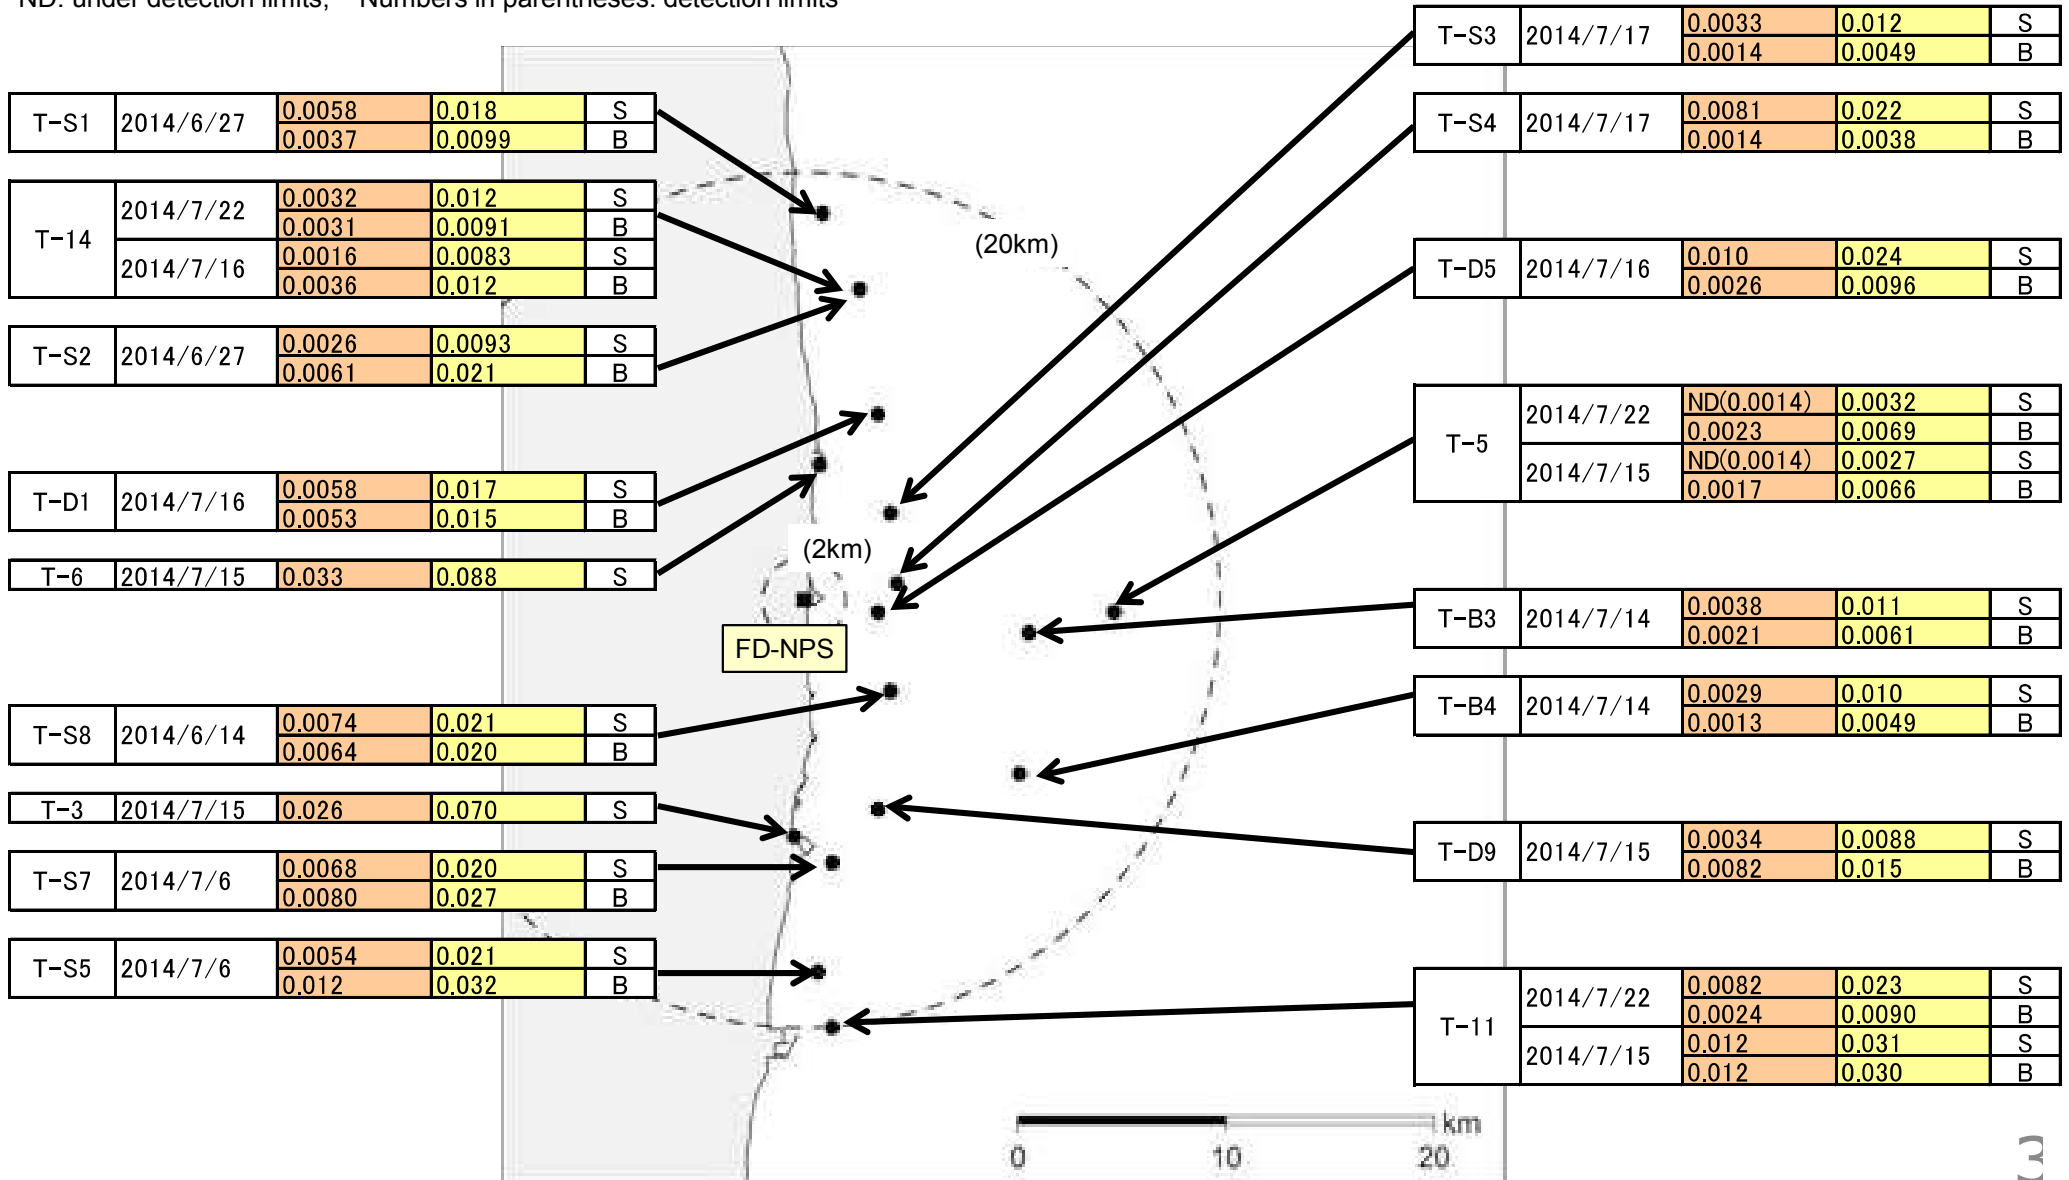 ND: under detection limits; Numbers in parentheses: detection limits
T-S1 2014/6/27 0.0058 0.018 S
0.0037 0.0099 B
T-14 2014/7/22 0.0032 0.012 S
0.0031 0.0091 B
2014/7/16 0.0016 0.0083 S
0.0036 0.012 B
T-S2 2014/6/27 0.0026 0.0093 S
0.0061 0.021 B
T-D1 2014/7/16 0.0058 0.017 S
0.0053 0.015 B
T-6 2014/7/15 0.033 0.088 S
T-S8 2014/6/14 0.0074 0.021 S
0.0064 0.020 B
T-3 2014/7/15 0.026 0.070 S
T-S7 2014/7/6 0.0068 0.020 S
0.0080 0.027 B
T-S5 2014/7/6 0.0054 0.021 S
0.012 0.032 B
(20km)
(2km)
FD-NPS
T-S3 2014/7/17 0.0033 0.012 S
0.0014 0.0049 B
T-S4 2014/7/17 0.0081 0.022 S
0.0014 0.0038 B
T-D5 2014/7/16 0.010 0.024 S
0.0026 0.0096 B
T-5 2014/7/22 ND(0.0014) 0.0032 S
0.0023 0.0069 B
2014/7/15 ND(0.0014) 0.0027 S
0.0017 0.0066 B
T-B3 2014/7/14 0.0038 0.011 S
0.0021 0.0061 B
T-B4 2014/7/14 0.0029 0.010 S
0.0013 0.0049 B
T-D9 2014/7/15 0.0034 0.0088 S
0.0082 0.015 B
T-11 2014/7/22 0.0082 0.023 S
0.0024 0.0090 B
2014/7/15 0.012 0.031 S
0.012 0.030 B
km
0 10 20
3